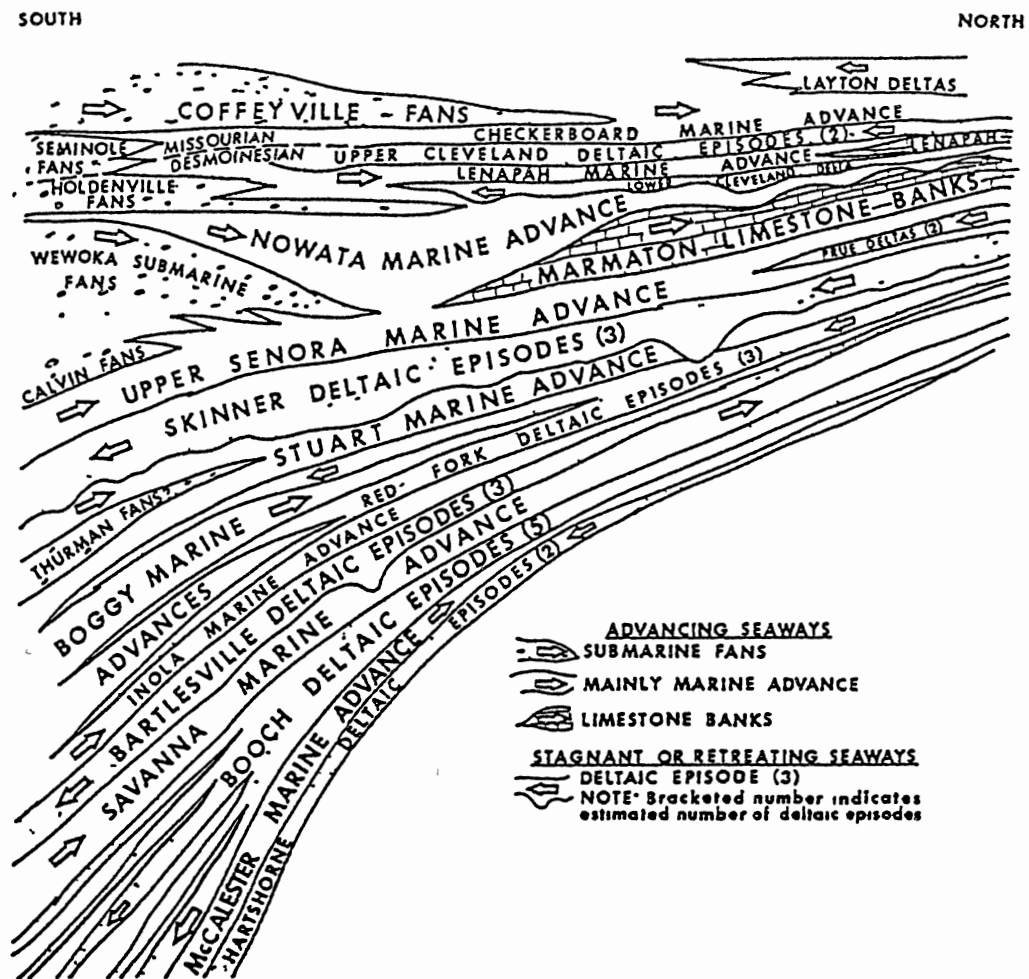 SOUTH
NORTH
LAYTON DELTAS
COFFEYVILLE - FANS
CHECKERBOARD MARINE ADVANCE
SEMINOLE FANS
MISSOURIAN
DESMOINESIAN
UPPER CLEVELAND DELTAIC EPISODES (2)
LENAPAH MARINE ADVANCE
LENAPAH
LOWER CLEVELAND DELTA
HOLDENVILLE FANS
NOWATA MARINE ADVANCE
MARMATON-LIMESTONE-BANKS
WEWOKA SUBMARINE FANS
PRUE DELTAS (2)
CALVIN FANS
UPPER SENORA MARINE ADVANCE
SKINNER DELTAIC EPISODES (3)
STUART MARINE ADVANCE
THURMAN FANS?
RED-FORK DELTAIC EPISODES (3)
BOGGY MARINE ADVANCES
INOLA MARINE ADVANCE
BARTLESVILLE DELTAIC EPISODES (3)
SAVANNA MARINE ADVANCE
BOOCH DELTAIC EPISODES (5)
McCALESTER MARINE ADVANCE
HARTSHORNE DELTAIC EPISODES (2)
ADVANCING SEAWAYS
SUBMARINE FANS
MAINLY MARINE ADVANCE
LIMESTONE BANKS
STAGNANT OR RETREATING SEAWAYS
DELTAIC EPISODE (3)
NOTE- Bracketed number indicates
estimated number of deltaic episodes